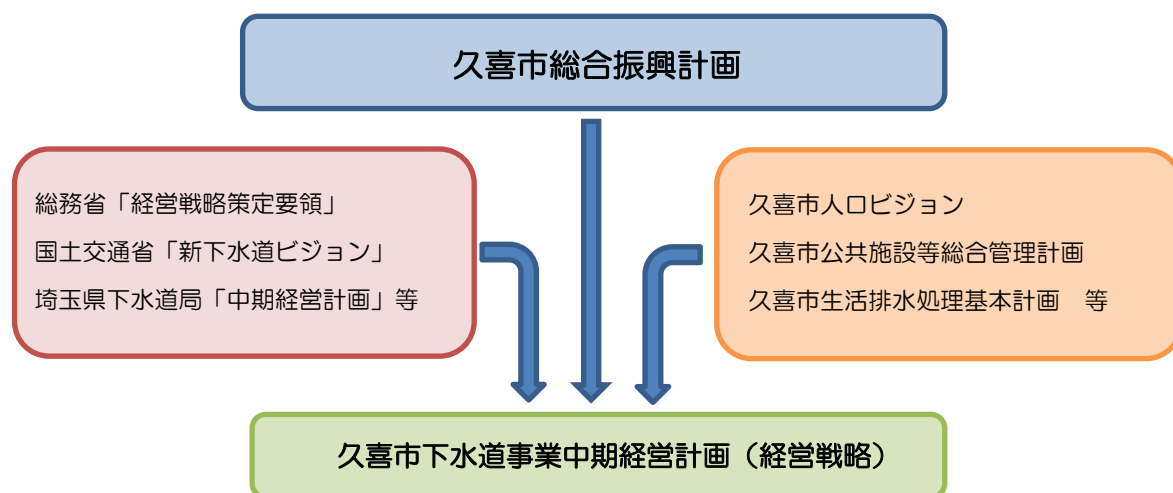 久喜市総合振興計画
総務省「経営戦略策定要領」
国土交通省「新下水道ビジョン」
埼玉県下水道局「中期経営計画」等
久喜市人口ビジョン
久喜市公共施設等総合管理計画
久喜市生活排水処理基本計画　等
久喜市下水道事業中期経営計画（経営戦略）